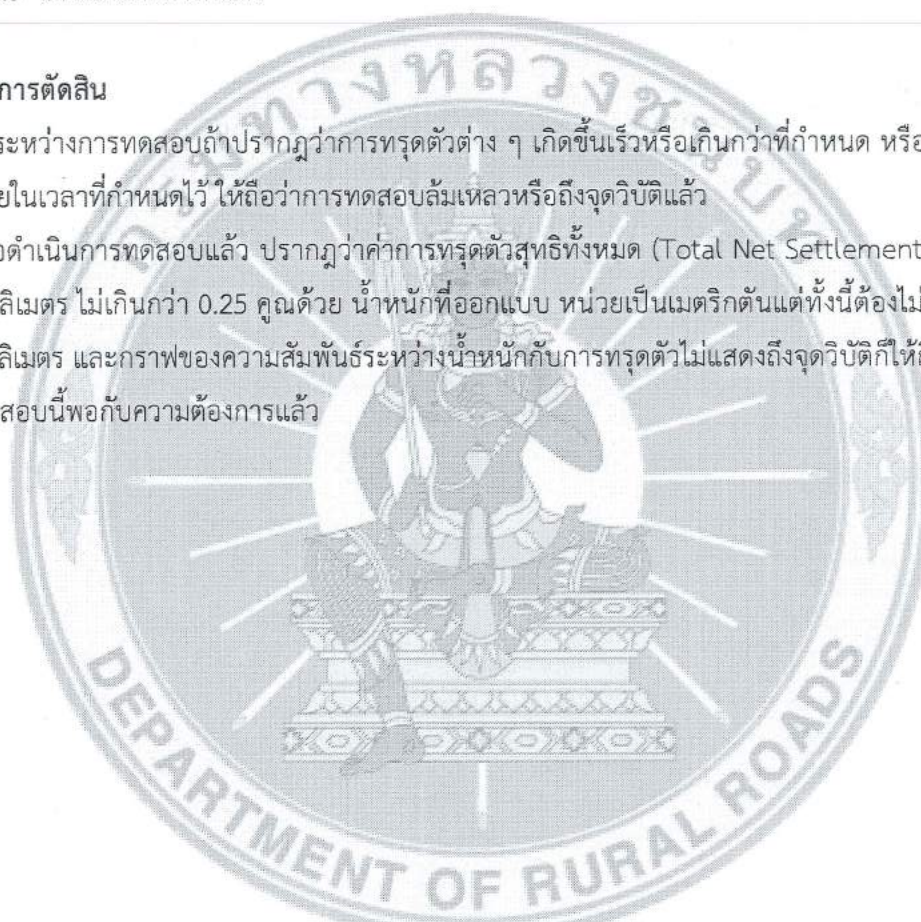 การตัดสิน
ระหว่างการทดสอบถ้าปรากฏว่าการทรุดตัวต่าง ๆ เกิดขึ้นเร็วหรือเกินกว่าที่กำหนด หรือ
ยในเวลาที่กำหนดไว้ ให้ถือว่าการทดสอบล้มเหลวหรือถึงจุดวิบัติแล้ว
อดำเนินการทดสอบแล้ว ปรากฏว่าค่าการทรุดตัวสุทธิทั้งหมด (Total Net Settlement
ลิเมตร ไม่เกินกว่า 0.25 คูณด้วย น้ำหนักที่ออกแบบ หน่วยเป็นเมตริกตันแต่ทั้งนี้ต้องไม่
ลิเมตร และกราฟของความสัมพันธ์ระหว่างน้ำหนักกับการทรุดตัวไม่แสดงถึงจุดวิบัติก็ให้
สอบนี้พอกับความต้องการแล้ว
กรมทางหลวงชนบท
DEPARTMENT OF RURAL ROADS